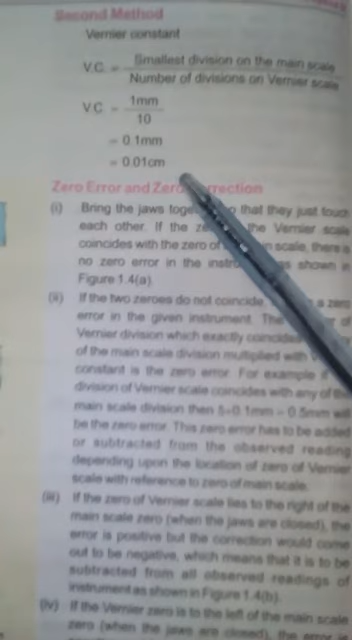 Second Method
Vernier constant
V.C. = Smallest division on the main scale
Number of divisions on Vernier scale
V.C. = 1mm
10
= 0.1mm
= 0.01cm
Zero Error and Zero
(i) Bring the jaws that they just touch
each other. If the the Vernier scale
coincides with the zero of scale, there is
no zero error in the shown in
Figure 1.4(a).
(ii) If the two zeroes do not coincide, a zero
error in the given instrument. The of
Vernier division which exactly
of the main scale division multiplied with
constant is the zero error. For example
division of Vernier scale coincides with any of the
main scale division then 5×0.1mm = 0.5mm will
be the zero error. This zero error has to be added
or subtracted from the observed reading
depending upon the location of zero of Vernier
scale with reference to zero of main scale.
(iii) If the zero of Vernier scale lies to the right of the
main scale zero (when the jaws are closed), the
error is positive but the correction would come
out to be negative, which means that it is to be
subtracted from all observed readings of
instrument as shown in Figure 1.4(b).
(iv) If the Vernier zero is to the left of the main scale
zero (when the jaws are closed), the error